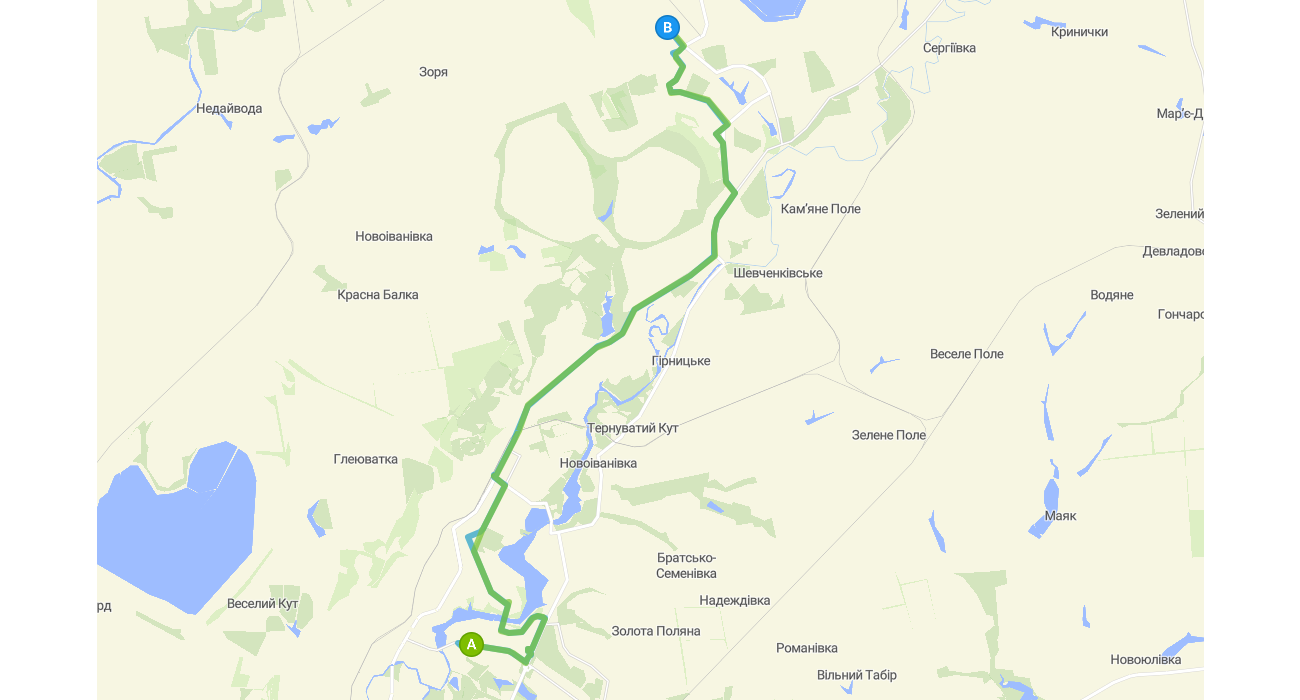 B
Кринички
Сергіївка
Зоря
Недайвода
Мар'є-Д
Кам'яне Поле
Зелений
Новоіванівка
Девладово
Шевченківське
Красна Балка
Водяне
Гончаро
Веселе Поле
Гірницьке
Тернуватий Кут
Зелене Поле
Глеюватка
Новоіванівка
Маяк
Братсько-
Семенівка
Надеждівка
рд
Веселий Кут
Золота Поляна
A
Романівка
Новоюлівка
Вільний Табір